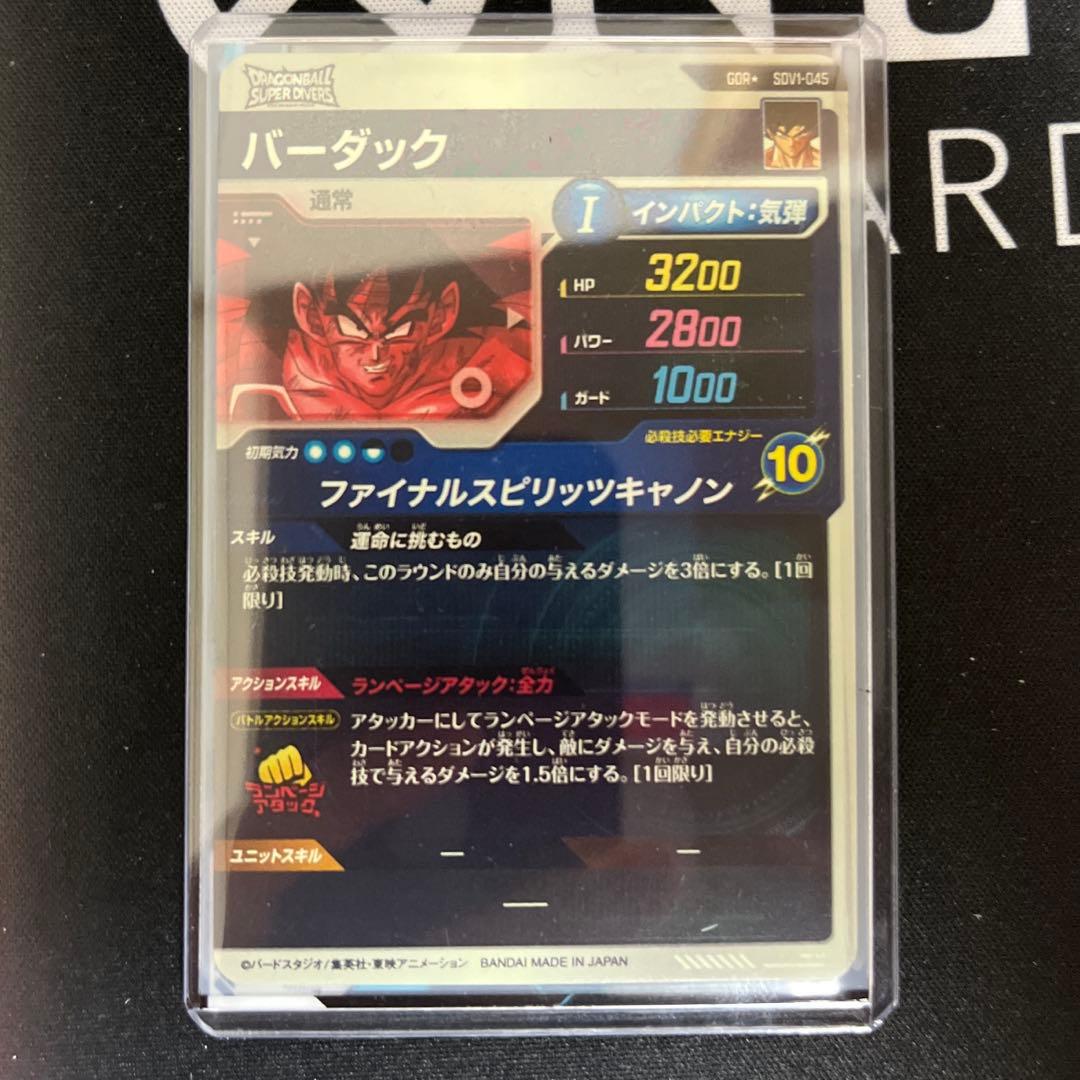 DRAGONBALL
SUPER DIVERS
GDR★ SDV1-045
バーダック
通常
I インパクト:気弾
HP 3200
パワー 2800
ガード 1000
初期気力
必殺技必要エナジー
10
ファイナルスピリッツキャノン
スキル 運命に挑むもの
必殺技発動時、このラウンドのみ自分の与えるダメージを3倍にする。[1回
限り]
アクションスキル ランページアタック:全力
バトルアクションスキル アタッカーにしてランページアタックモードを発動させると、
カードアクションが発生し、敵にダメージを与え、自分の必殺
技で与えるダメージを1.5倍にする。[1回限り]
ランページ
アタック
ユニットスキル ー ー
ー
©バードスタジオ/集英社・東映アニメーション BANDAI MADE IN JAPAN
ARD